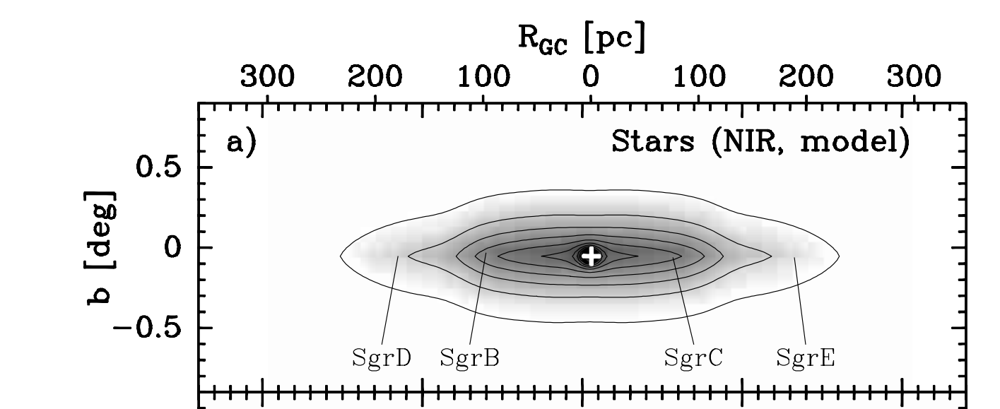 R_GC [pc]
300 200 100 0 100 200 300
a) Stars (NIR, model)
0.5
0
−0.5
b [deg]
SgrD SgrB SgrC SgrE